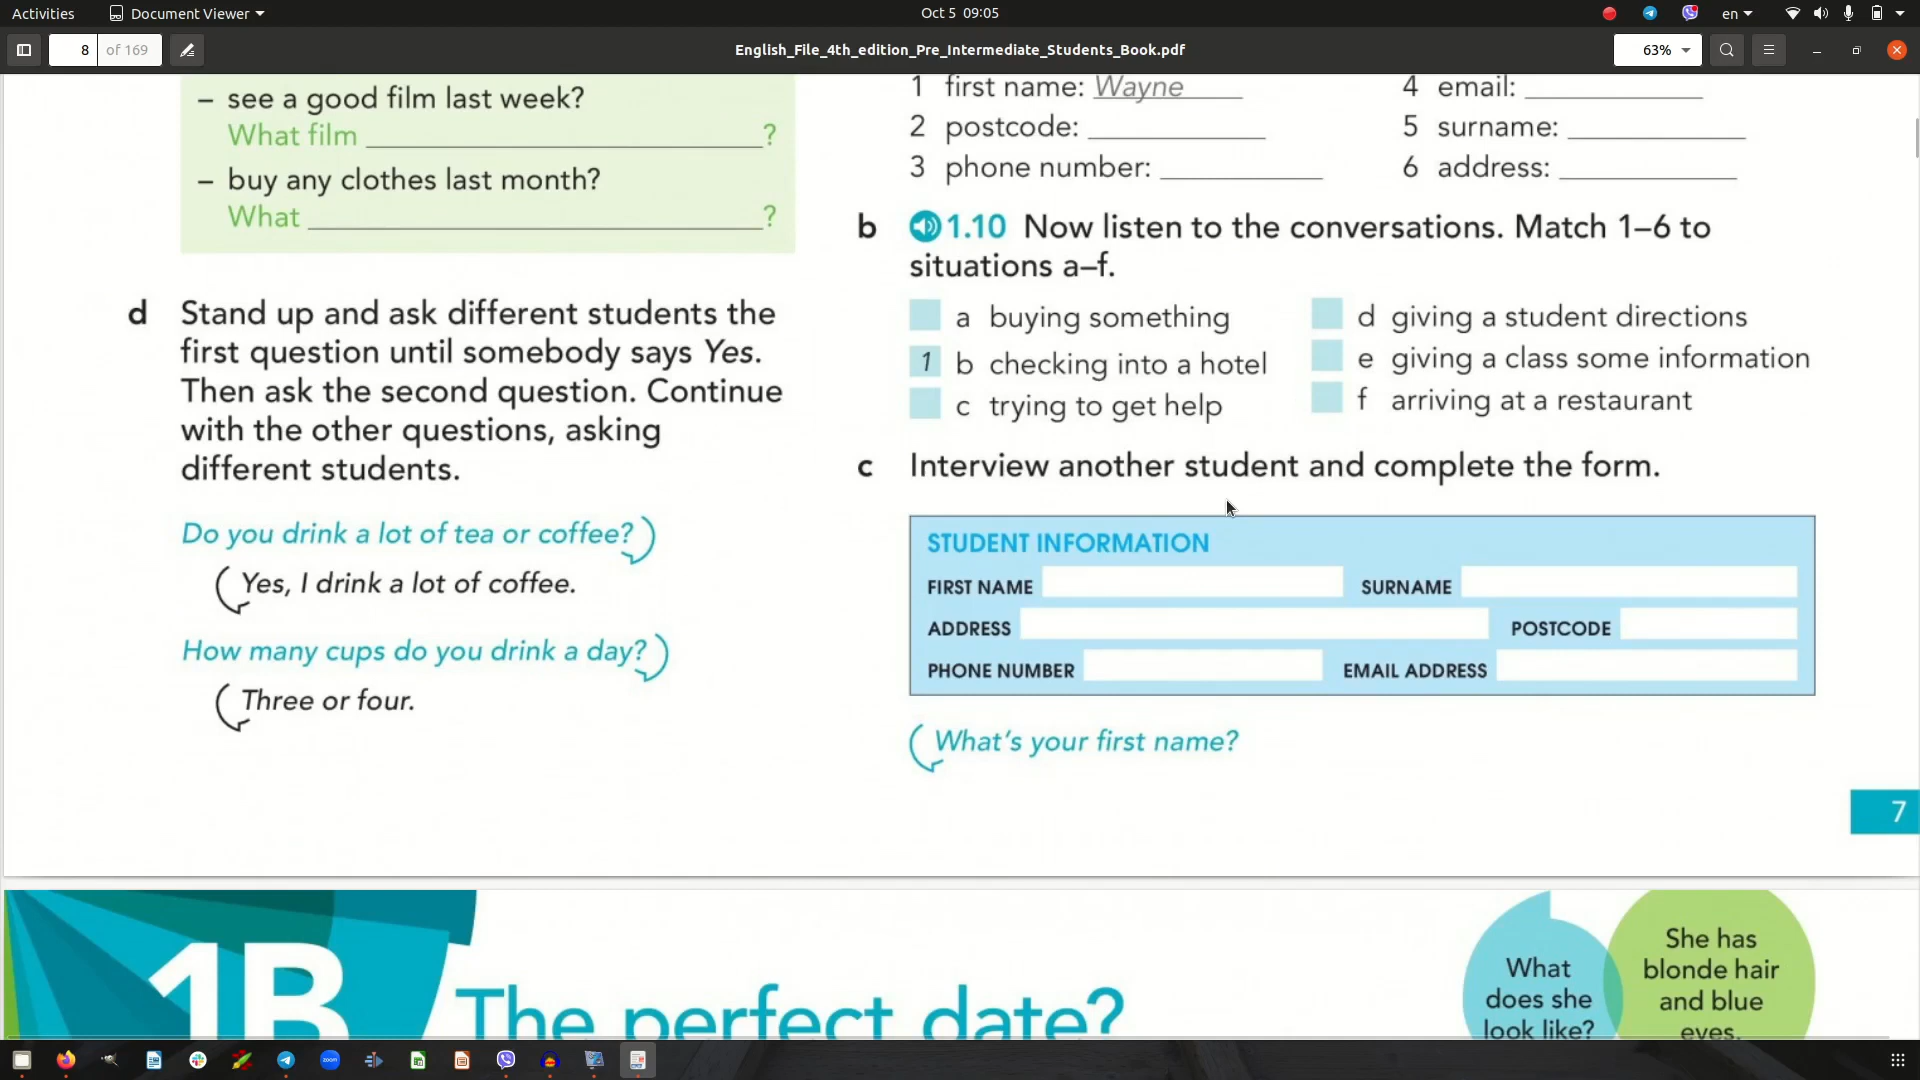 Activities
Document Viewer
Oct 5 09:05
en
8 of 169
English_File_4th_edition_Pre_Intermediate_Students_Book.pdf
63%
– see a good film last week?
What film ____________________?
– buy any clothes last month?
What ____________________?
d Stand up and ask different students the
first question until somebody says Yes.
Then ask the second question. Continue
with the other questions, asking
different students.
Do you drink a lot of tea or coffee?
Yes, I drink a lot of coffee.
How many cups do you drink a day?
Three or four.
1 first name: Wayne
2 postcode: __________
3 phone number: __________
4 email: __________
5 surname: __________
6 address: __________
b 1.10 Now listen to the conversations. Match 1–6 to
situations a–f.
a buying something
1 b checking into a hotel
c trying to get help
d giving a student directions
e giving a class some information
f arriving at a restaurant
c Interview another student and complete the form.
STUDENT INFORMATION
FIRST NAME SURNAME
ADDRESS POSTCODE
PHONE NUMBER EMAIL ADDRESS
What's your first name?
7
1B
The perfect date?
What
does she
look like?
She has
blonde hair
and blue
eyes.
zoom